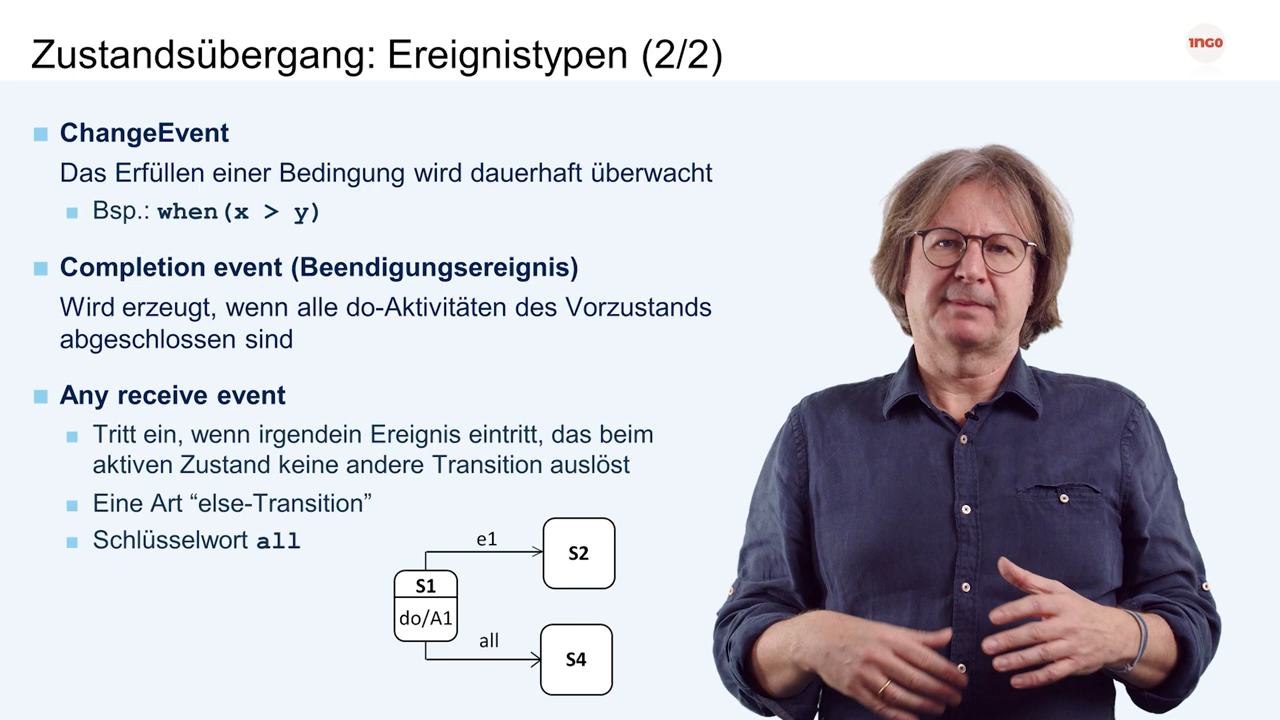 Zustandsübergang: Ereignistypen (2/2)
1NG0
ChangeEvent
Das Erfüllen einer Bedingung wird dauerhaft überwacht
Bsp.: when(x > y)
Completion event (Beendigungsereignis)
Wird erzeugt, wenn alle do-Aktivitäten des Vorzustands
abgeschlossen sind
Any receive event
Tritt ein, wenn irgendein Ereignis eintritt, das beim
aktiven Zustand keine andere Transition auslöst
Eine Art “else-Transition”
Schlüsselwort all
e1
S2
S1
do/A1
all
S4